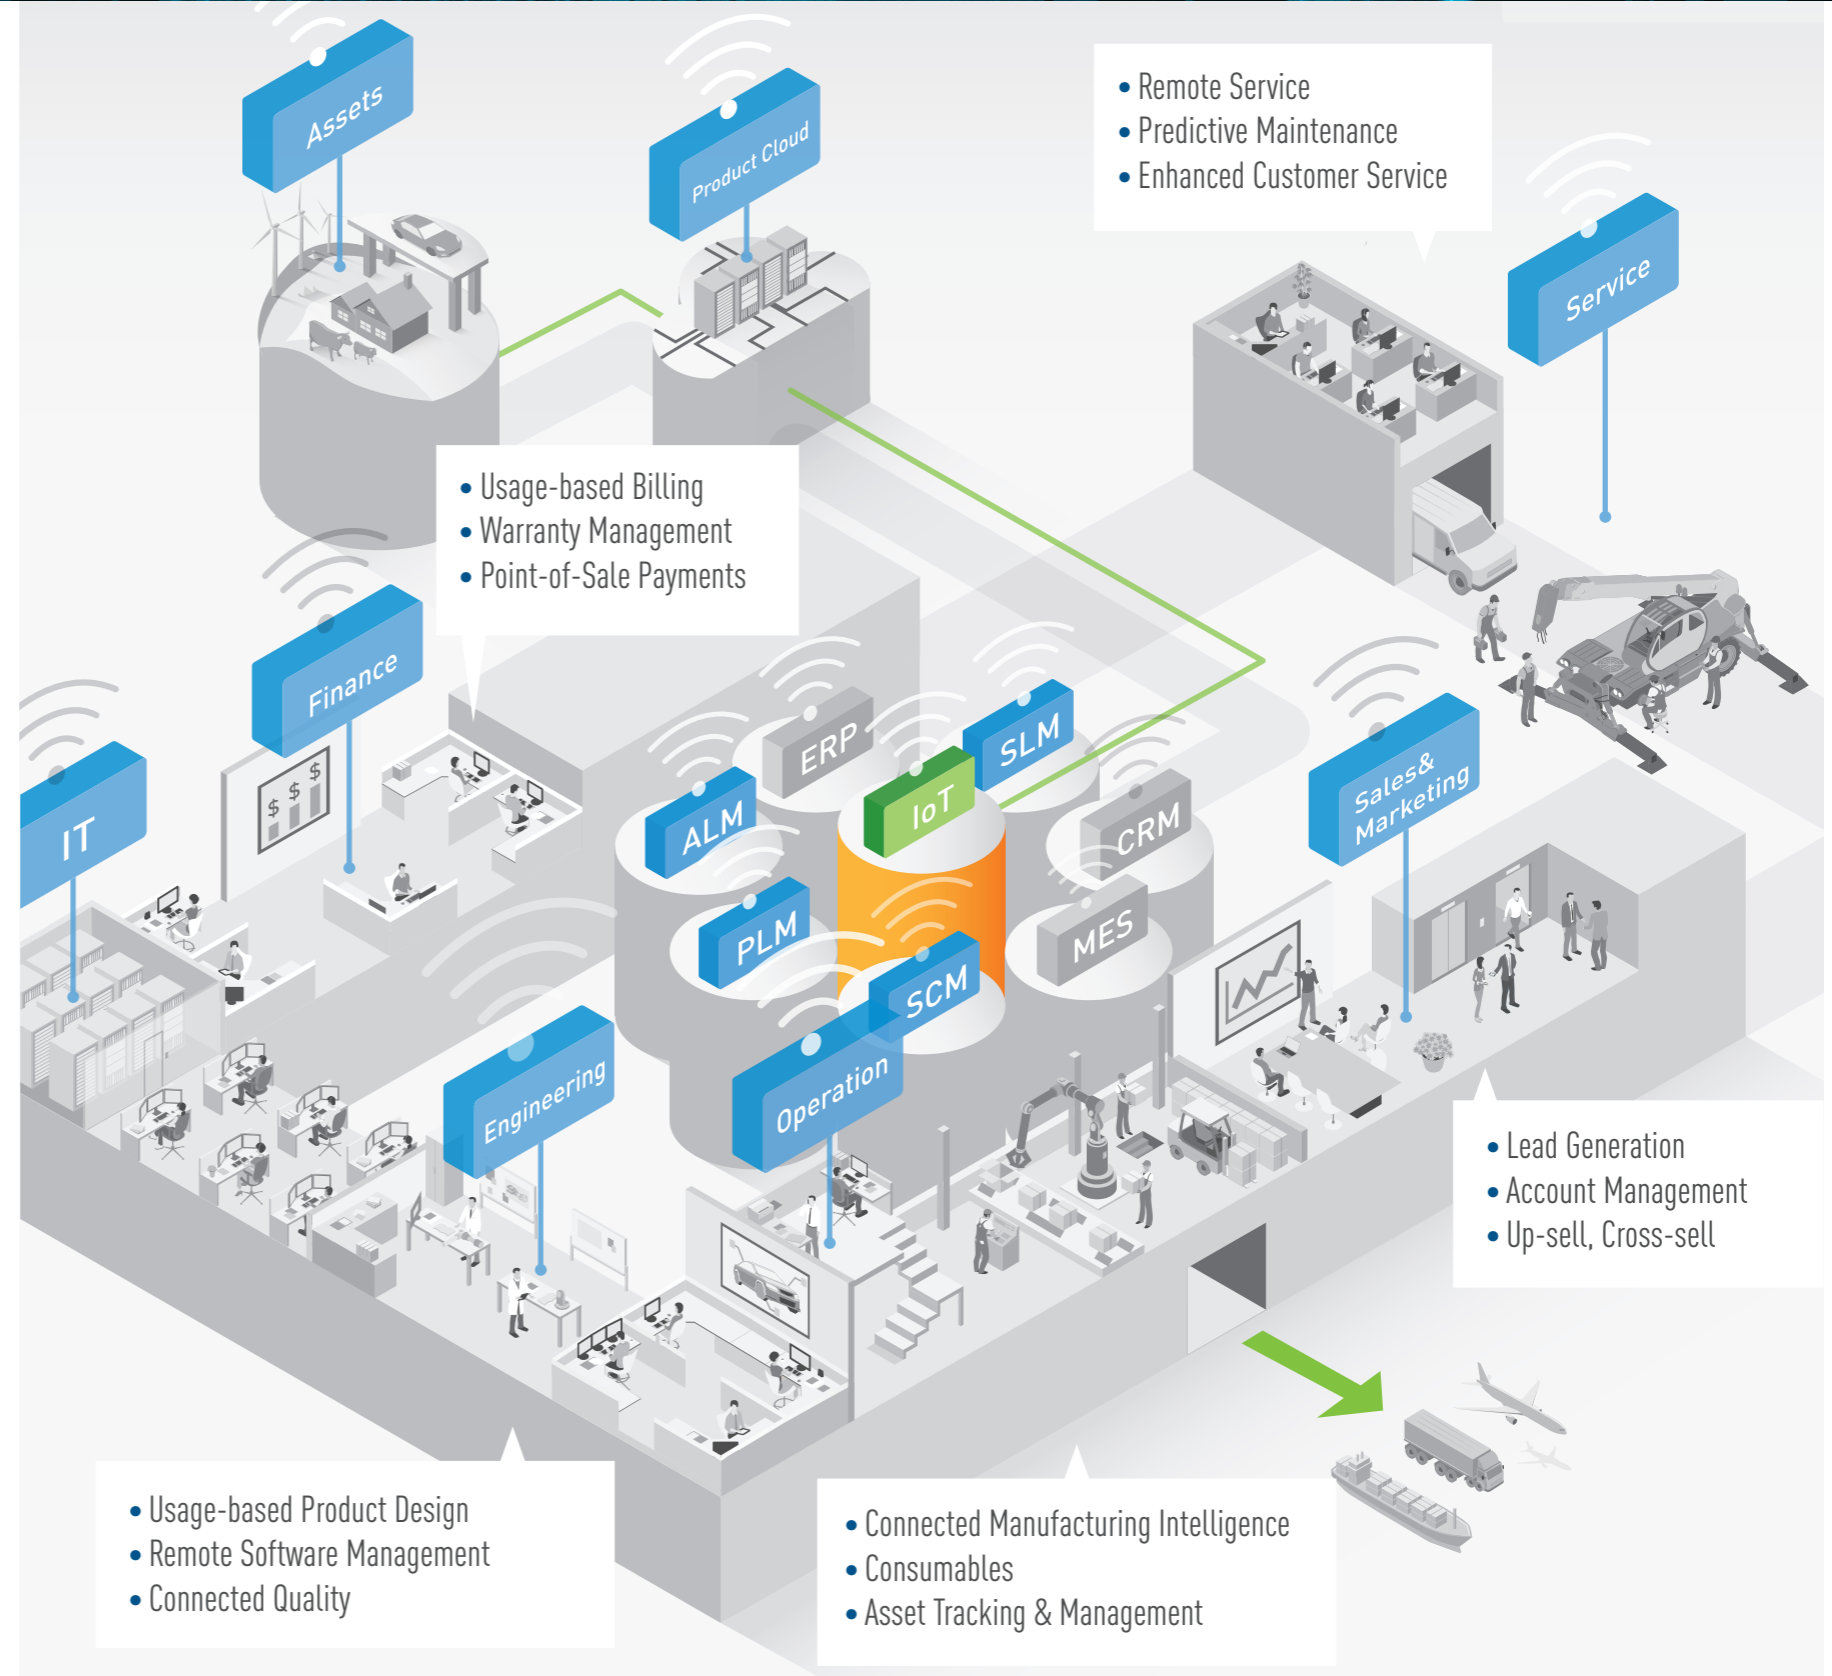 Assets
Product Cloud
• Remote Service
• Predictive Maintenance
• Enhanced Customer Service
Service
• Usage-based Billing
• Warranty Management
• Point-of-Sale Payments
Finance
$ $ $
IT
ERP
SLM
IoT
ALM
CRM
PLM
MES
SCM
Sales&
Marketing
Engineering
Operation
• Lead Generation
• Account Management
• Up-sell, Cross-sell
• Usage-based Product Design
• Remote Software Management
• Connected Quality
• Connected Manufacturing Intelligence
• Consumables
• Asset Tracking & Management